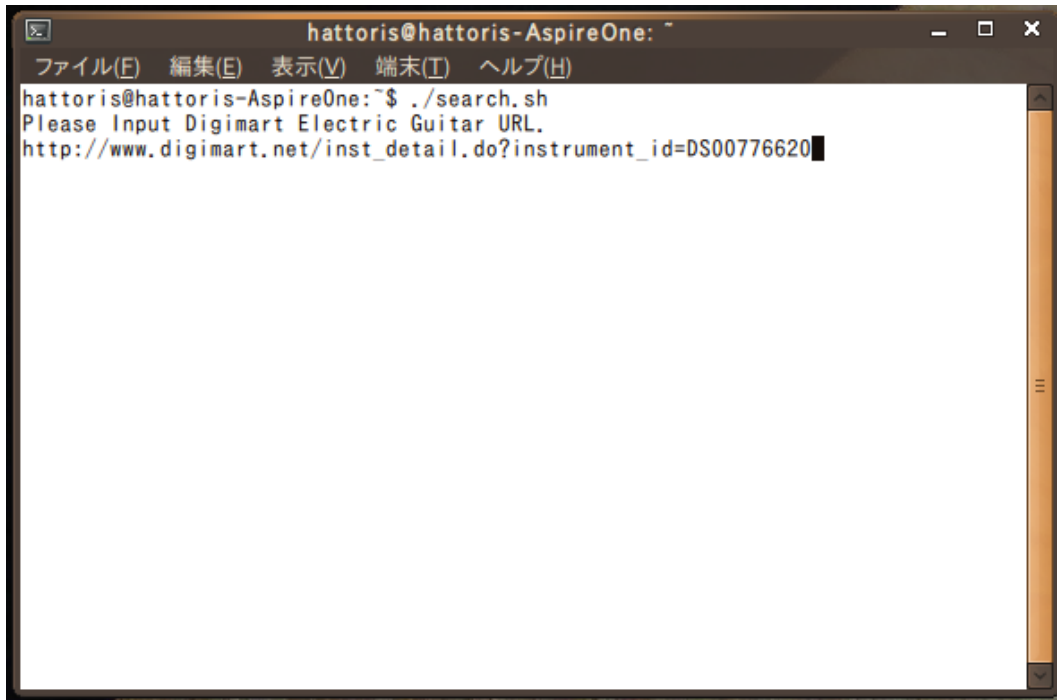 hattoris@hattoris-AspireOne: ~
ファイル(F) 編集(E) 表示(V) 端末(T) ヘルプ(H)
hattoris@hattoris-AspireOne:~$ ./search.sh
Please Input Digimart Electric Guitar URL.
http://www.digimart.net/inst_detail.do?instrument_id=DS00776620